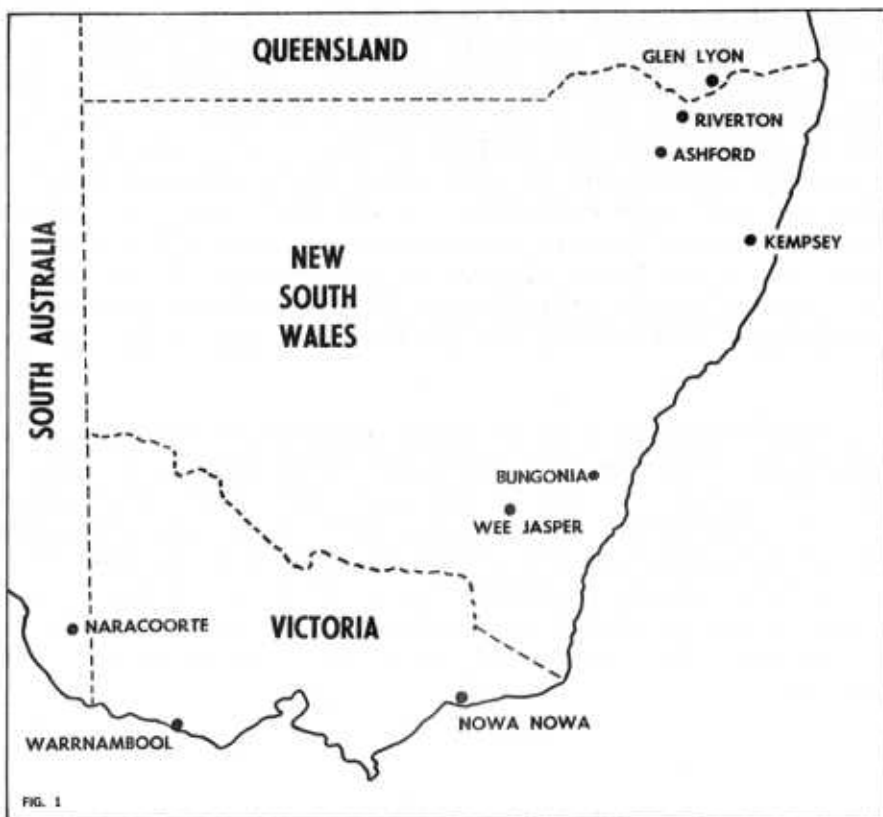 QUEENSLAND
GLEN LYON
RIVERTON
ASHFORD
SOUTH AUSTRALIA
NEW
SOUTH
WALES
KEMPSEY
BUNGONIA
WEE JASPER
NARACOORTE
VICTORIA
WARRNAMBOOL
NOWA NOWA
FIG. 1